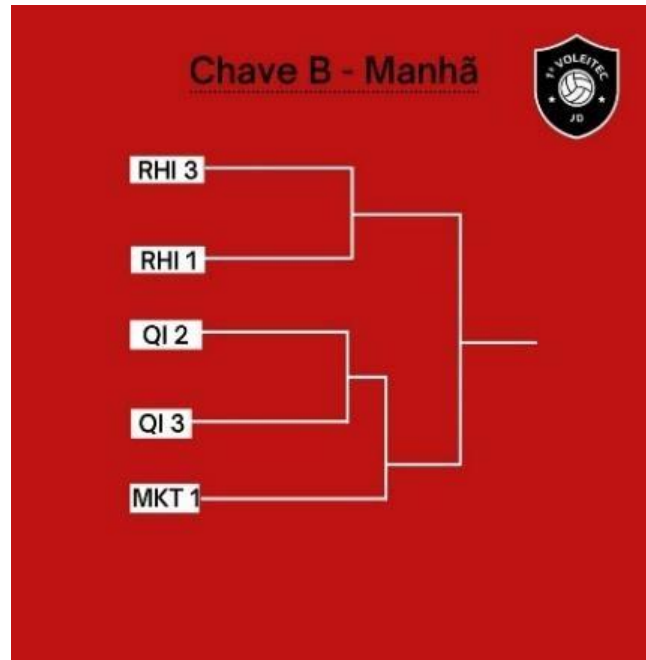 Chave B - Manhã
1º VOLEITEC
JD
RHI 3
RHI 1
QI 2
QI 3
MKT 1